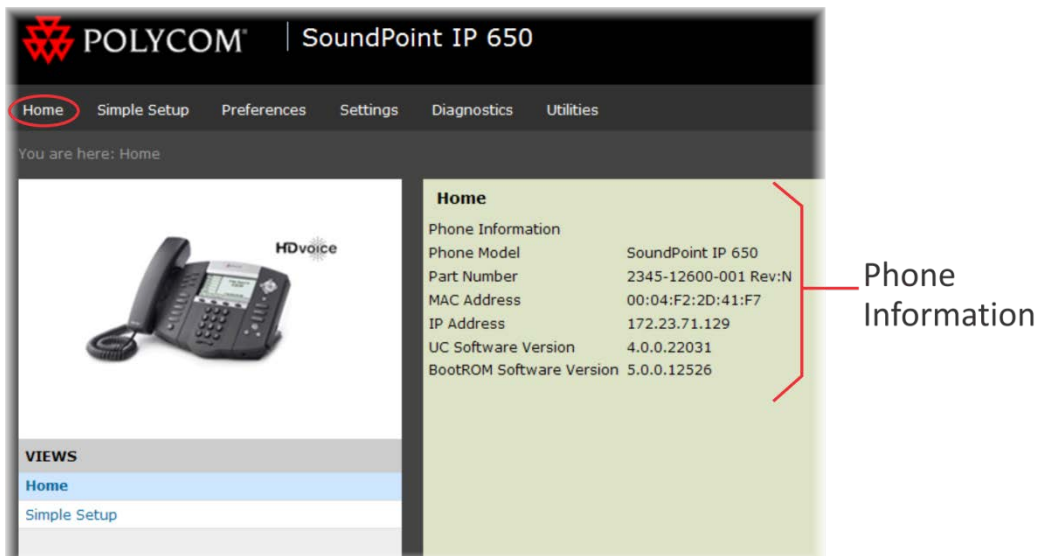 POLYCOM® SoundPoint IP 650
Home Simple Setup Preferences Settings Diagnostics Utilities
You are here: Home
HDvoice
Home
Phone Information
Phone Model SoundPoint IP 650
Part Number 2345-12600-001 Rev:N
MAC Address 00:04:F2:2D:41:F7
IP Address 172.23.71.129
UC Software Version 4.0.0.22031
BootROM Software Version 5.0.0.12526
Phone
Information
VIEWS
Home
Simple Setup